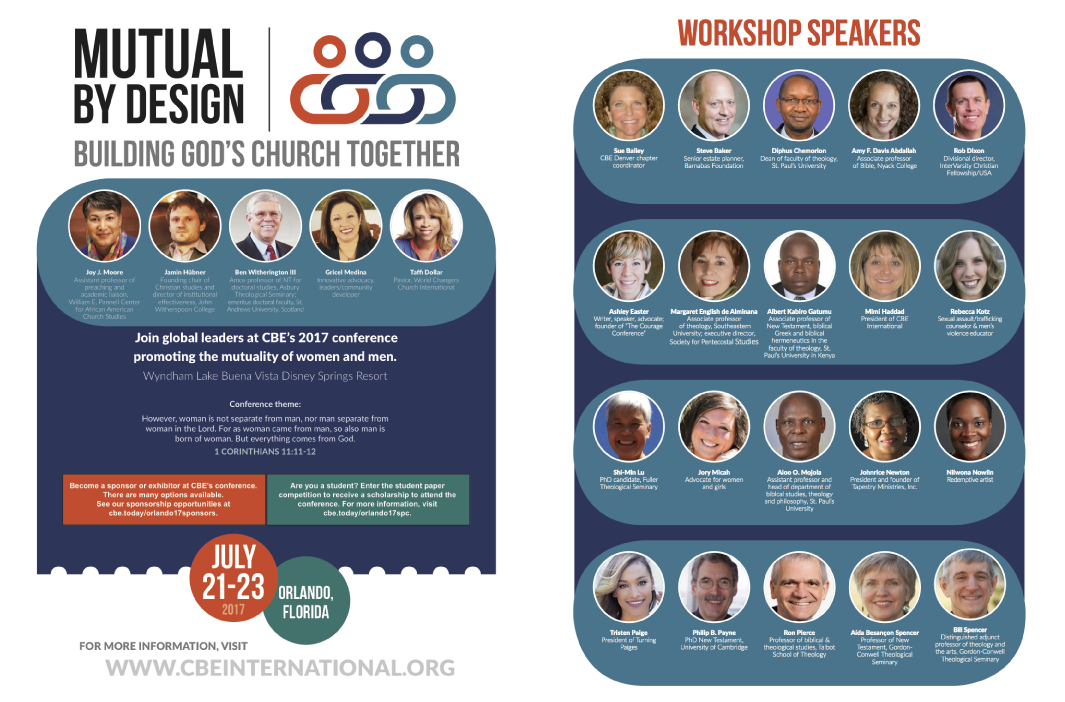 MUTUAL
BY DESIGN
BUILDING GOD'S CHURCH TOGETHER
Joy J. Moore
Assistant professor of
preaching and
academic liaison,
William E. Pannell Center
for African American
Church Studies
Jamin Hübner
Founding chair of
Christian studies and
director of institutional
effectiveness, John
Witherspoon College
Ben Witherington III
Amos professor of NT for
doctoral studies, Asbury
Theological Seminary;
emeritus doctoral faculty, St.
Andrews University, Scotland
Gricel Medina
Innovative advocacy,
leaders/community
developer
Taffi Dollar
Pastor, World Changers
Church International
Join global leaders at CBE's 2017 conference
promoting the mutuality of women and men.
Wyndham Lake Buena Vista Disney Springs Resort
Conference theme:
However, woman is not separate from man, nor man separate from
woman in the Lord. For as woman came from man, so also man is
born of woman. But everything comes from God.
1 CORINTHIANS 11:11-12
Become a sponsor or exhibitor at CBE's conference.
There are many options available.
See our sponsorship opportunities at
cbe.today/orlando17sponsors.
Are you a student? Enter the student paper
competition to receive a scholarship to attend the
conference. For more information, visit
cbe.today/orlando17spc.
JULY
21-23
2017
ORLANDO,
FLORIDA
FOR MORE INFORMATION, VISIT
WWW.CBEINTERNATIONAL.ORG
WORKSHOP SPEAKERS
Sue Bailey
CBE Denver chapter
coordinator
Steve Baker
Senior estate planner,
Barnabas Foundation
Diphus Chemorion
Dean of faculty of theology,
St. Paul's University
Amy F. Davis Abdallah
Associate professor
of Bible, Nyack College
Rob Dixon
Divisional director,
InterVarsity Christian
Fellowship/USA
Ashley Easter
Writer, speaker, advocate;
founder of "The Courage
Conference"
Margaret English de Alminana
Associate professor
of theology, Southeastern
University; executive director,
Society for Pentecostal Studies
Albert Kabiro Gatumu
Associate professor of
New Testament, biblical
Greek and biblical
hermeneutics in the
faculty of theology, St.
Paul's University in Kenya
Mimi Haddad
President of CBE
International
Rebecca Kotz
Sexual assault/trafficking
counselor & men's
violence educator
Shi-Min Lu
PhD candidate, Fuller
Theological Seminary
Jory Micah
Advocate for women
and girls
Aloo O. Mojola
Assistant professor and
head of department of
biblical studies, theology
and philosophy, St. Paul's
University
Johnrice Newton
President and founder of
Tapestry Ministries, Inc.
Nilwona Nowlin
Redemptive artist
Tristen Paige
President of Turning
Paiges
Philip B. Payne
PhD New Testament,
University of Cambridge
Ron Pierce
Professor of biblical &
theological studies, Talbot
School of Theology
Aída Besançon Spencer
Professor of New
Testament, Gordon-
Conwell Theological
Seminary
Bill Spencer
Distinguished adjunct
professor of theology and
the arts, Gordon-Conwell
Theological Seminary